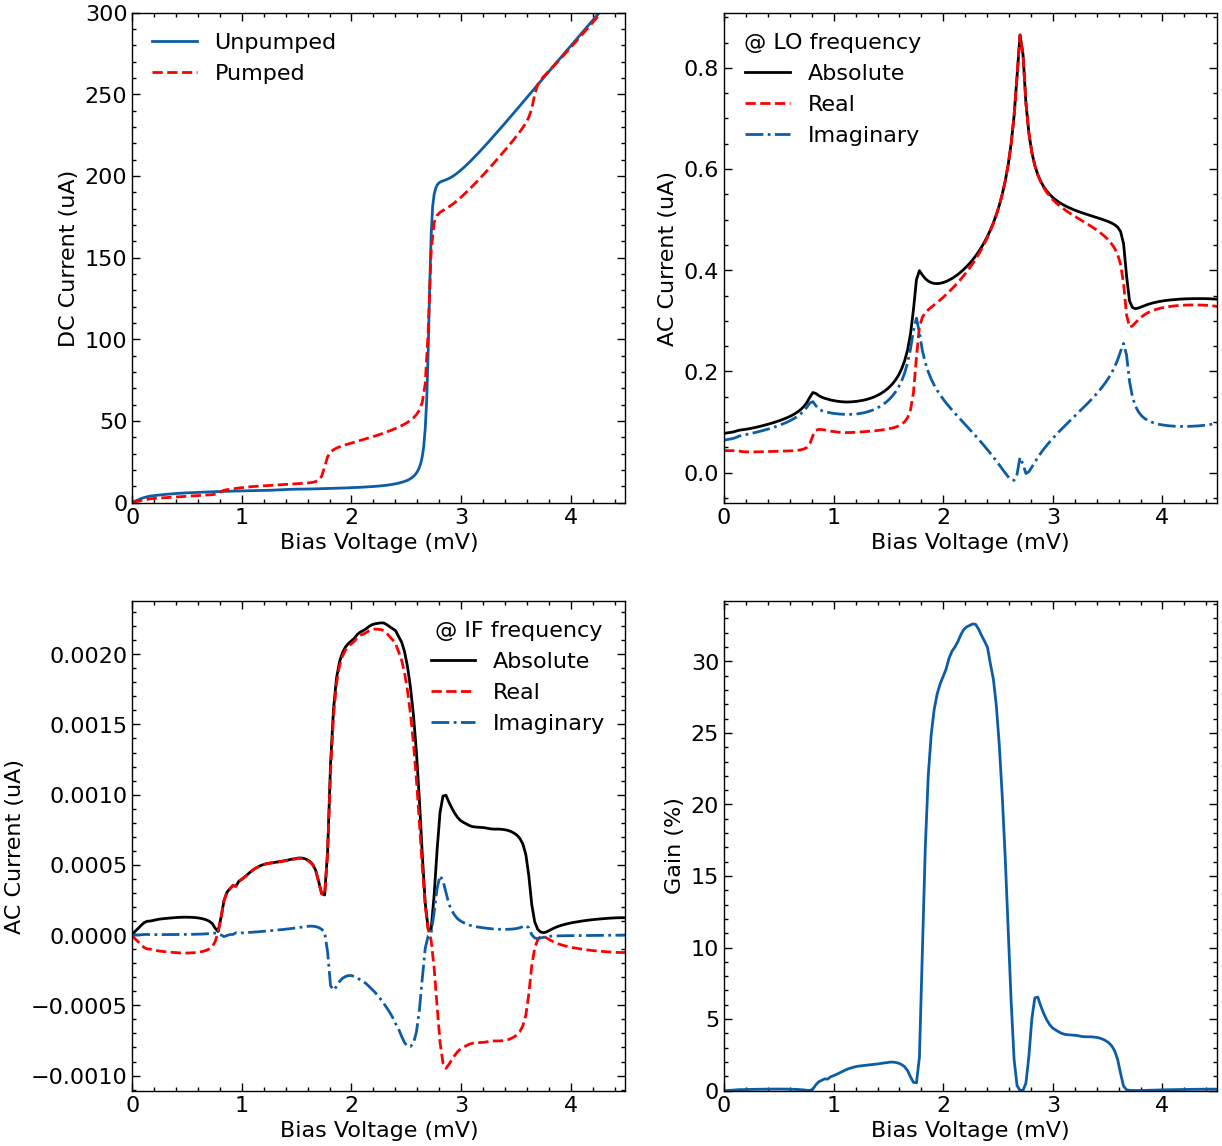 300
250
200
150
100
50
0
DC Current (uA)
Unpumped
Pumped
0 1 2 3 4
Bias Voltage (mV)
0.8
0.6
0.4
0.2
0.0
AC Current (uA)
@ LO frequency
Absolute
Real
Imaginary
0 1 2 3 4
Bias Voltage (mV)
0.0020
0.0015
0.0010
0.0005
0.0000
−0.0005
−0.0010
AC Current (uA)
@ IF frequency
Absolute
Real
Imaginary
0 1 2 3 4
Bias Voltage (mV)
30
25
20
15
10
5
0
Gain (%)
0 1 2 3 4
Bias Voltage (mV)